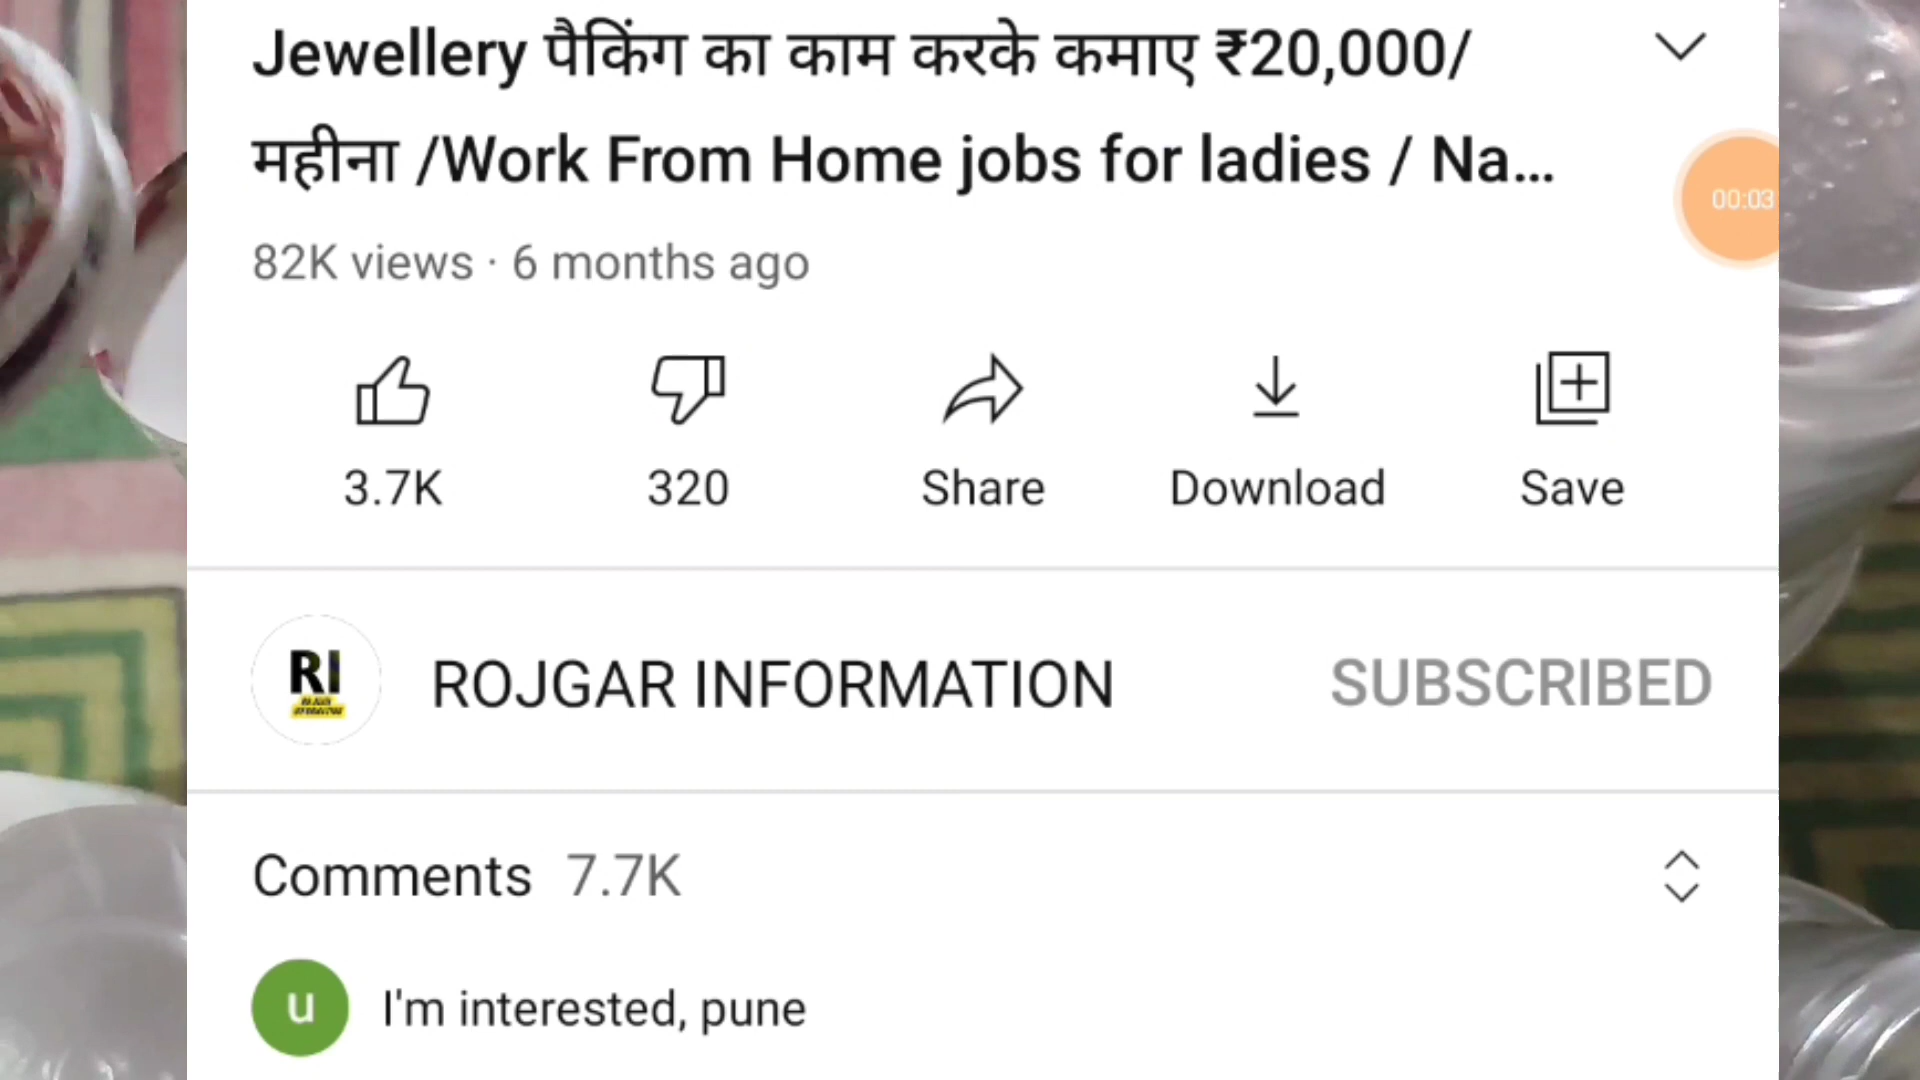 Jewellery पैकिंग का काम करके कमाए ₹20,000/
महीना /Work From Home jobs for ladies / Na...
00:03
82K views · 6 months ago
3.7K 320 Share Download Save
RI
ROJGAR INFORMATION SUBSCRIBED
Comments 7.7K
u I'm interested, pune